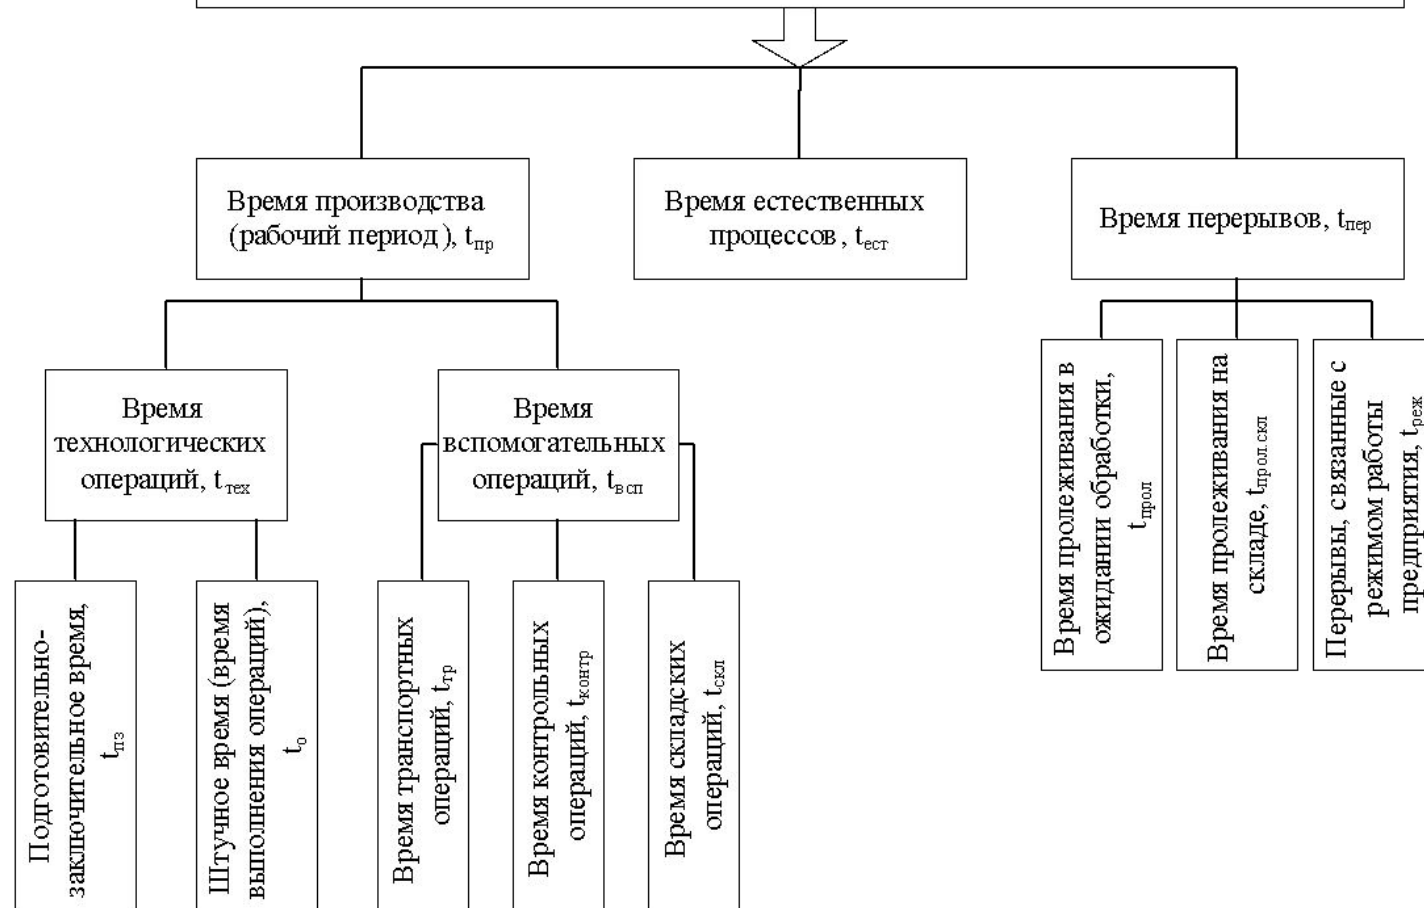 Время производства
(рабочий период), tпр
Время естественных
процессов, tест
Время перерывов, tпер
Время
технологических
операций, tтех
Время
вспомогательных
операций, tвсп
Время пролеживания в
ожидании обработки,
tпрол
Время пролеживания на
складе, tпрол.скл
Перерывы, связанные с
режимом работы
предприятия, tреж
Подготовительно-
заключительное время,
tпз
Штучное время (время
выполнения операций),
tо
Время транспортных
операций, tтр
Время контрольных
операций, tконтр
Время складских
операций, tскл